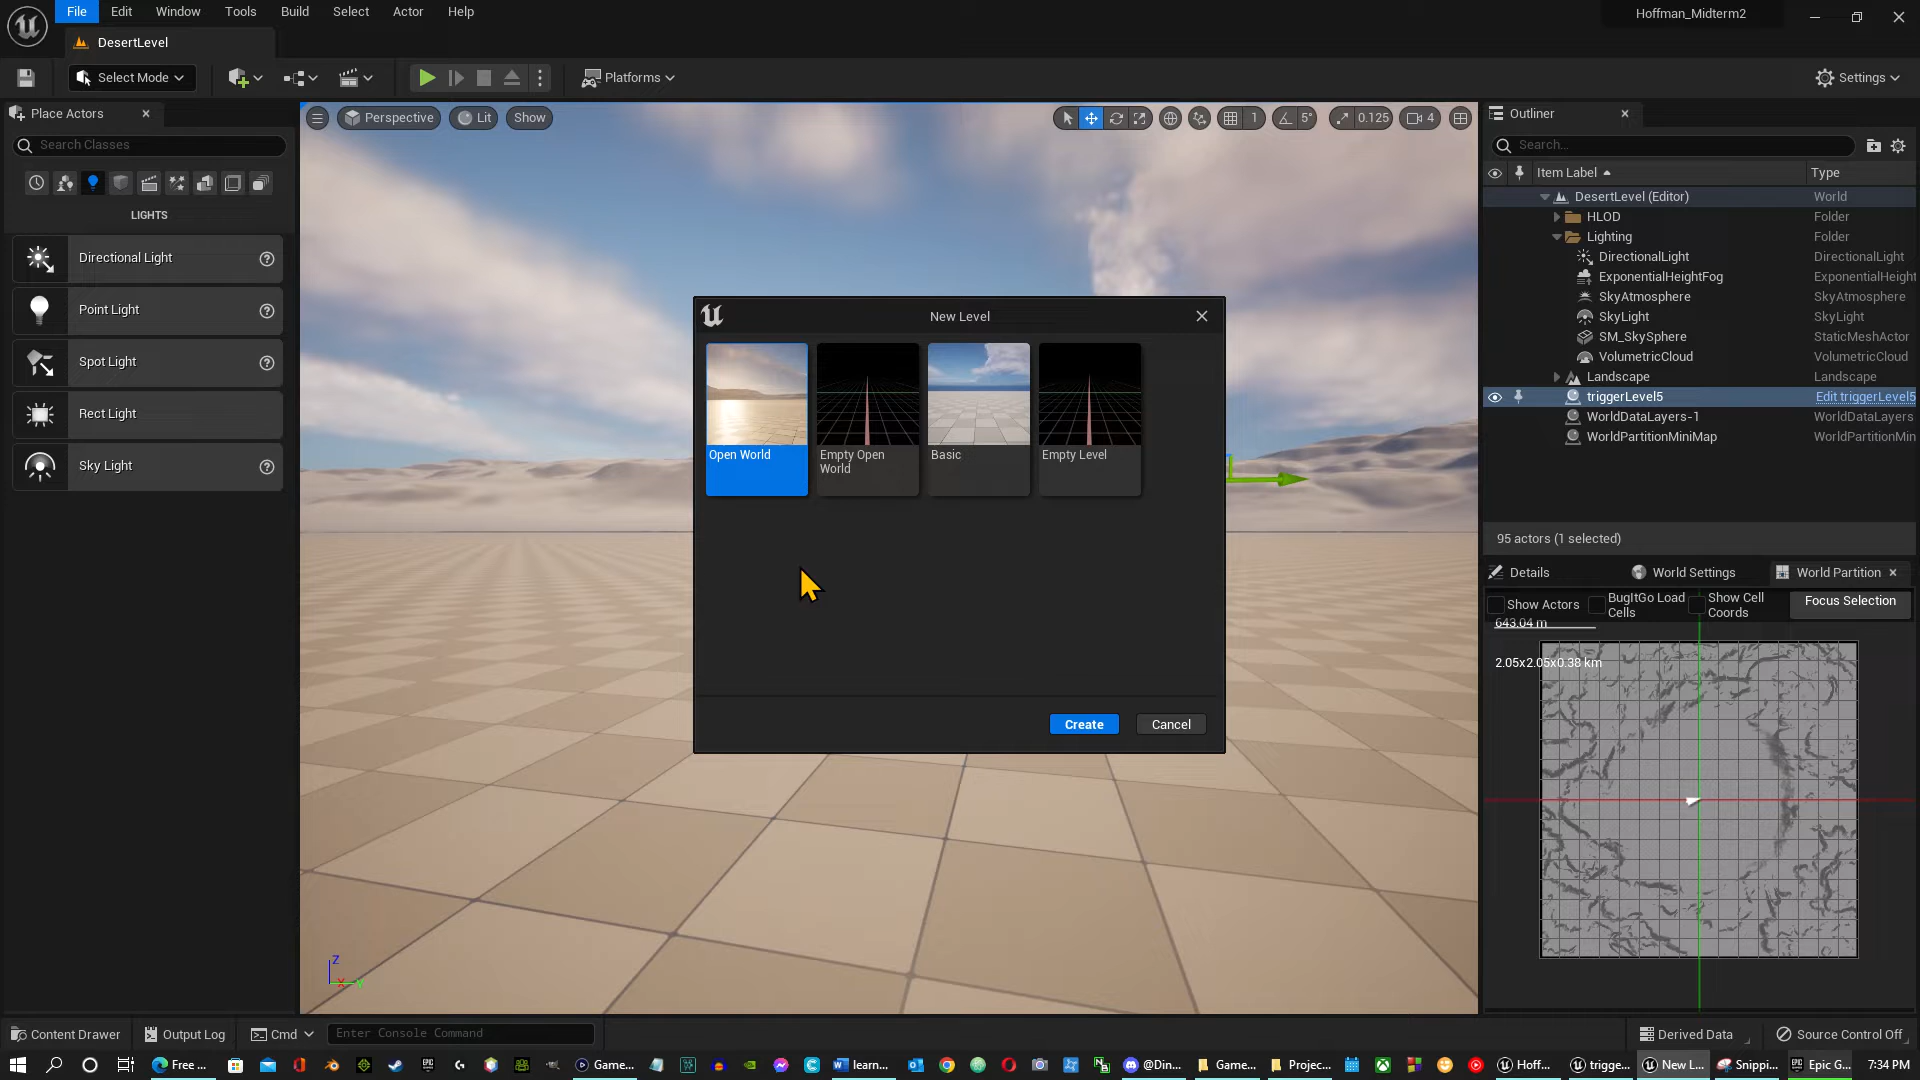 File Edit Window Tools Build Select Actor Help
Hoffman_Midterm2
DesertLevel
Select Mode
Platforms
Settings
Place Actors
Search Classes
LIGHTS
Directional Light
Point Light
Spot Light
Rect Light
Sky Light
Perspective Lit Show
1 5° 0.125 4
New Level
Open World
Empty Open
World
Basic
Empty Level
Create Cancel
Z
X Y
Outliner
Search...
Item Label Type
DesertLevel (Editor) World
HLOD Folder
Lighting Folder
DirectionalLight DirectionalLight
ExponentialHeightFog ExponentialHeight
SkyAtmosphere SkyAtmosphere
SkyLight SkyLight
SM_SkySphere StaticMeshActor
VolumetricCloud VolumetricCloud
Landscape Landscape
triggerLevel5 Edit triggerLevel5
WorldDataLayers-1 WorldDataLayers
WorldPartitionMiniMap WorldPartitionMin
95 actors (1 selected)
Details World Settings World Partition
Show Actors BugItGo Load Cells Show Cell Coords Focus Selection
643.04 m
2.05x2.05x0.38 km
Content Drawer Output Log Cmd Enter Console Command
Derived Data Source Control Off
Free ... Game... learn... @Din... Game... Projec... Hoff... trigge... New L... Snippi... Epic G... 7:34 PM